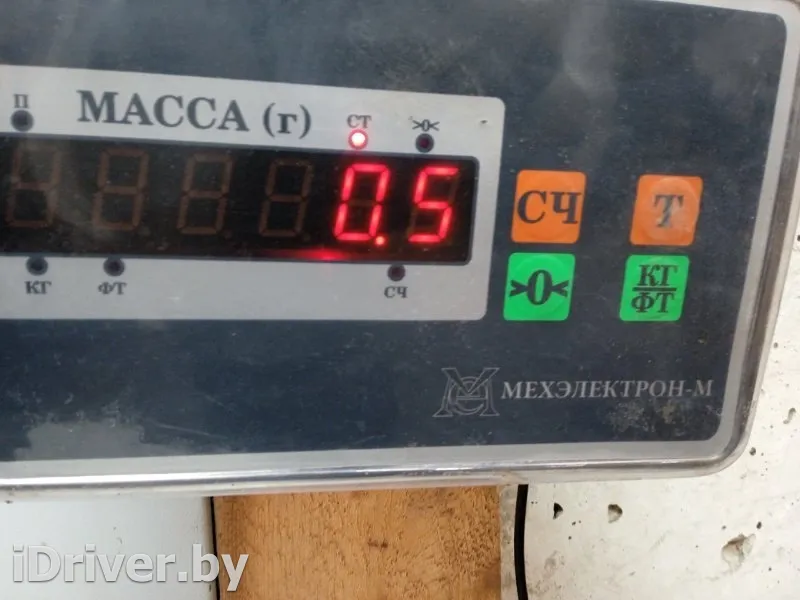 П
МАССА (г)
СТ
>0<
0.5
КГ
ФТ
СЧ
СЧ
Т
>0<
КГ
ФТ
МЕХЭЛЕКТРОН-М
iDriver.by